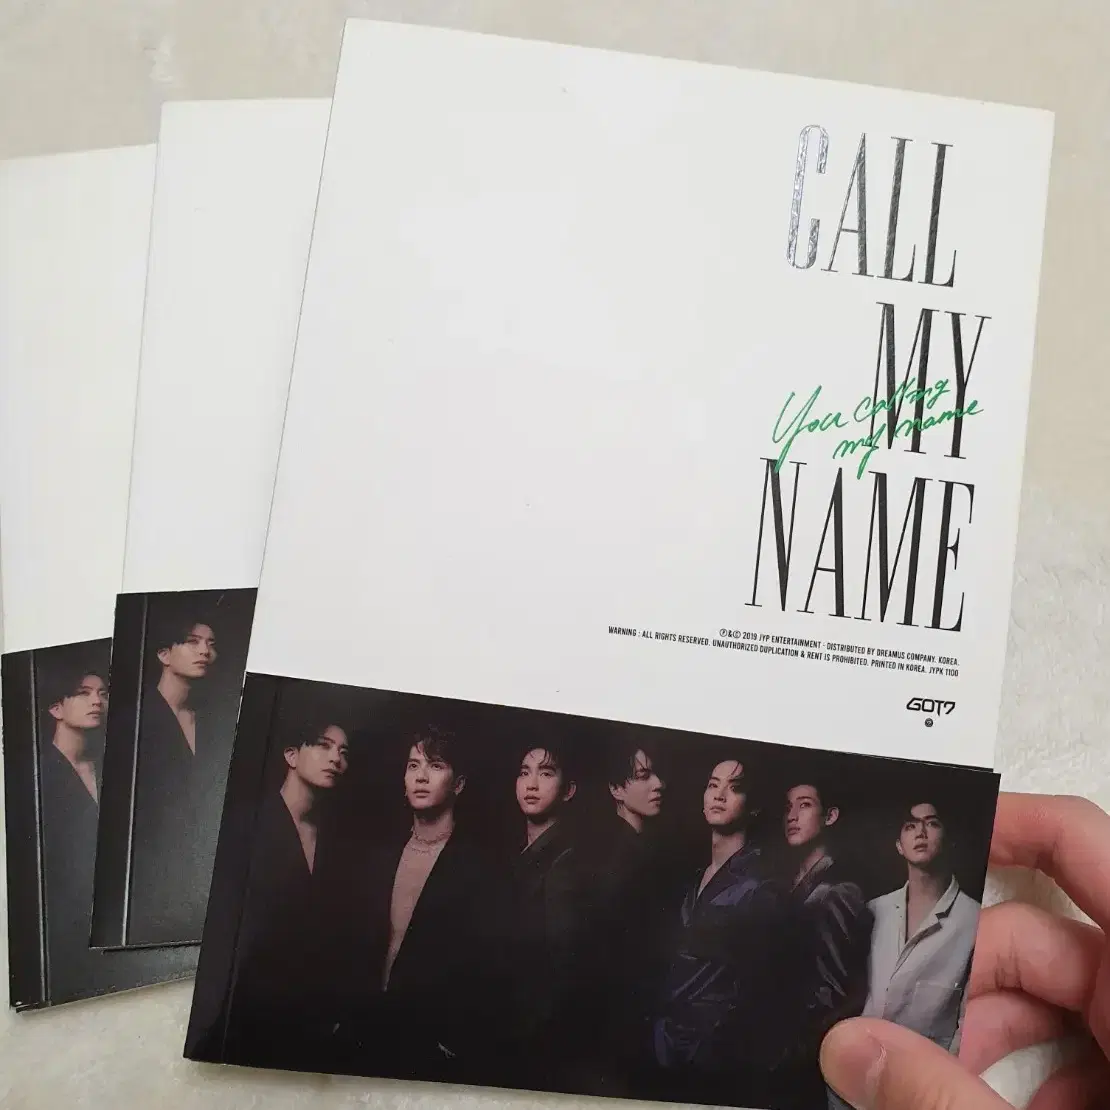 CALL
MY
You calling
my name
NAME
Ⓟ&Ⓒ 2019 JYP ENTERTAINMENT · DISTRIBUTED BY DREAMUS COMPANY. KOREA.
WARNING : ALL RIGHTS RESERVED. UNAUTHORIZED DUPLICATION & RENT IS PROHIBITED. PRINTED IN KOREA. JYPK 1100
GOT7